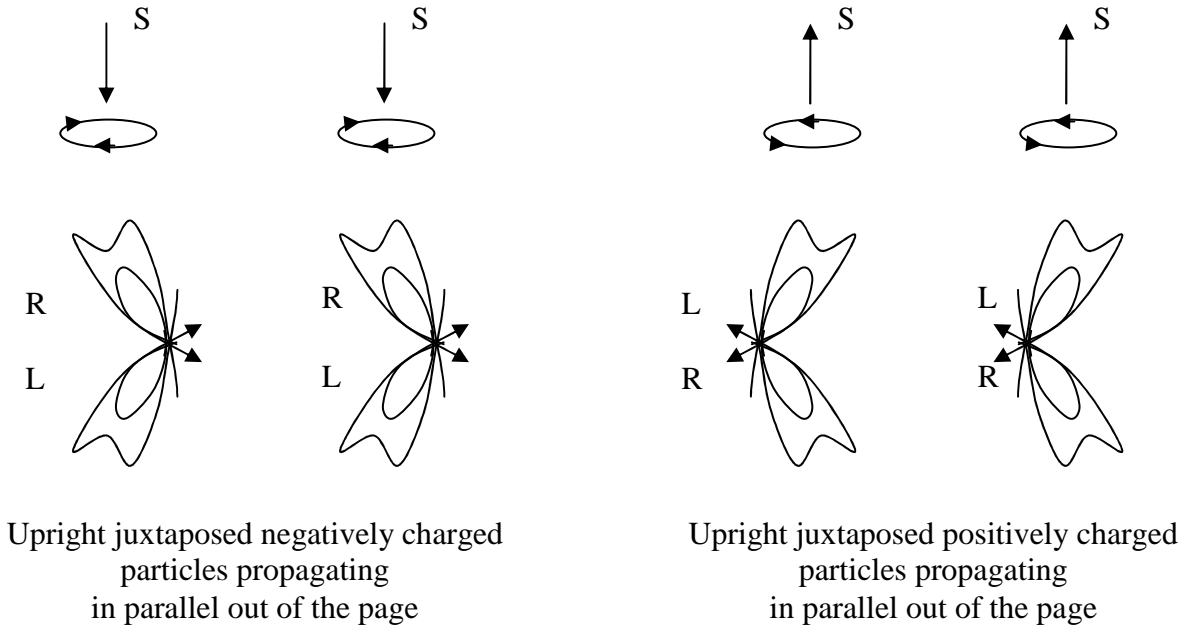 S S S S
R R L L
L L R R
Upright juxtaposed negatively charged
particles propagating
in parallel out of the page
Upright juxtaposed positively charged
particles propagating
in parallel out of the page